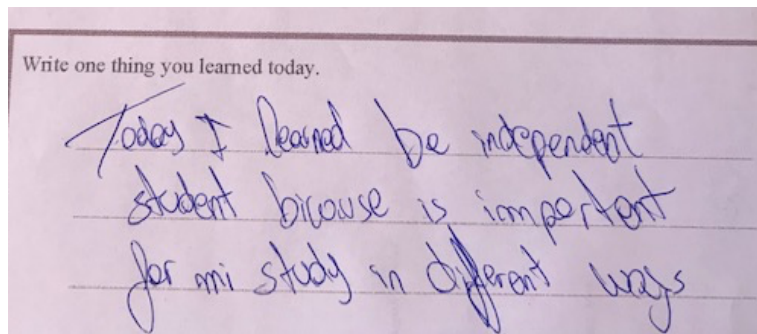 Write one thing you learned today.
Today I learned be independent
student bicouse is important
for mi study in different ways